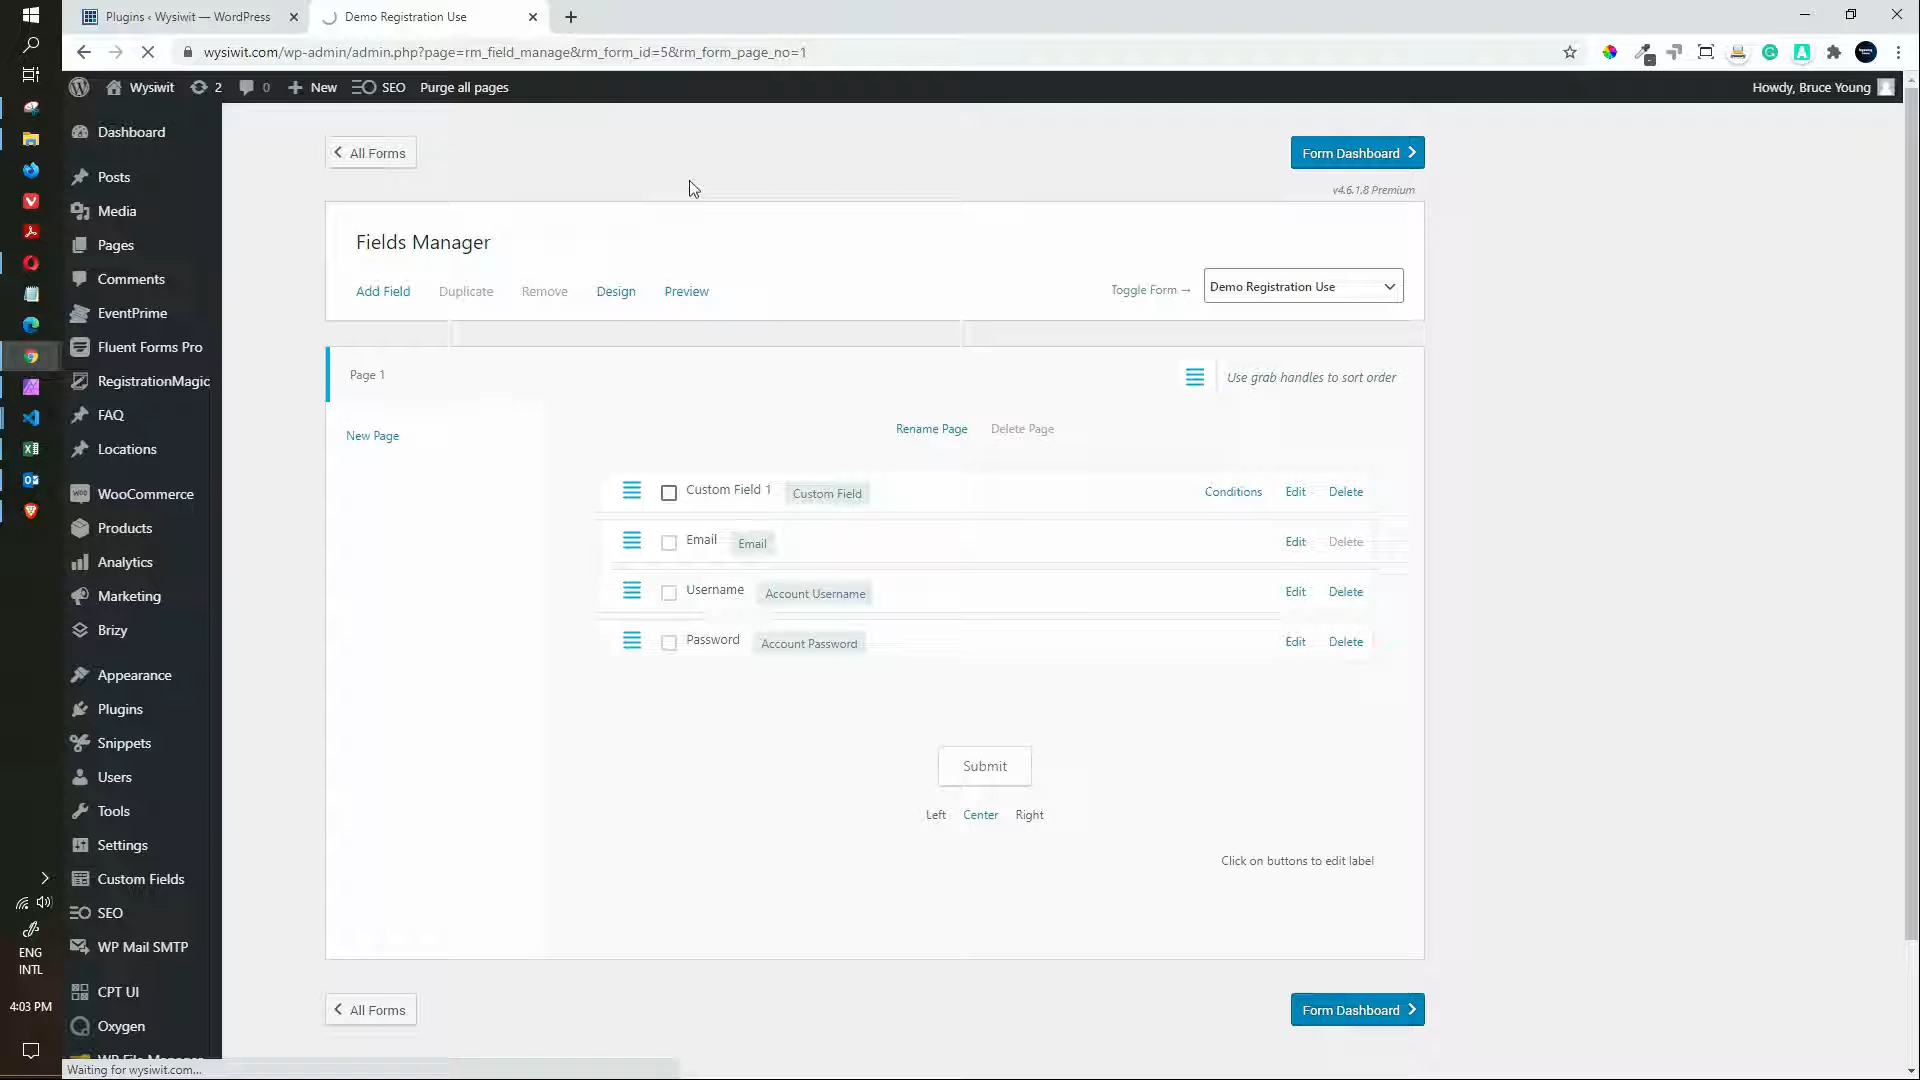 Plugins ‹ Wysiwit — WordPress
Demo Registration Use
wysiwit.com/wp-admin/admin.php?page=rm_field_manage&rm_form_id=5&rm_form_page_no=1
Wysiwit 2 0 New SEO Purge all pages Howdy, Bruce Young
Dashboard
Posts
Media
Pages
Comments
EventPrime
Fluent Forms Pro
RegistrationMagic
FAQ
Locations
WooCommerce
Products
Analytics
Marketing
Brizy
Appearance
Plugins
Snippets
Users
Tools
Settings
Custom Fields
SEO
WP Mail SMTP
CPT UI
Oxygen
WP File Manager
All Forms
Form Dashboard
v4.6.1.8 Premium
Fields Manager
Add Field Duplicate Remove Design Preview
Toggle Form → Demo Registration Use
Page 1
Use grab handles to sort order
New Page
Rename Page Delete Page
Custom Field 1 Custom Field Conditions Edit Delete
Email Email Edit Delete
Username Account Username Edit Delete
Password Account Password Edit Delete
Submit
Left Center Right
Click on buttons to edit label
All Forms
Form Dashboard
ENG
INTL
4:03 PM
Waiting for wysiwit.com...